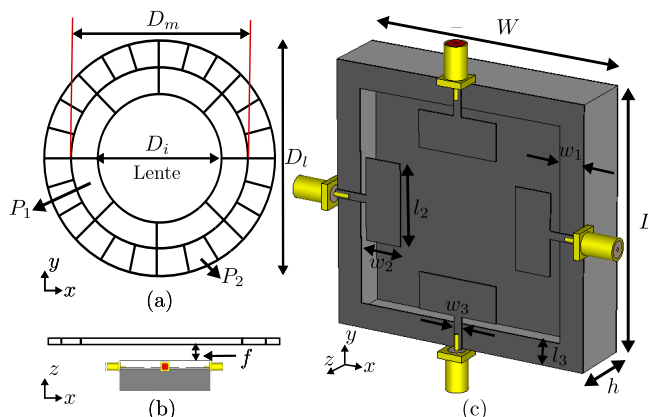 D_m
D_i
Lente
D_l
P_1
P_2
y
x
(a)
f
z
x
(b)
W
w_1
L
l_2
w_2
w_3
l_3
h
y
z
x
(c)